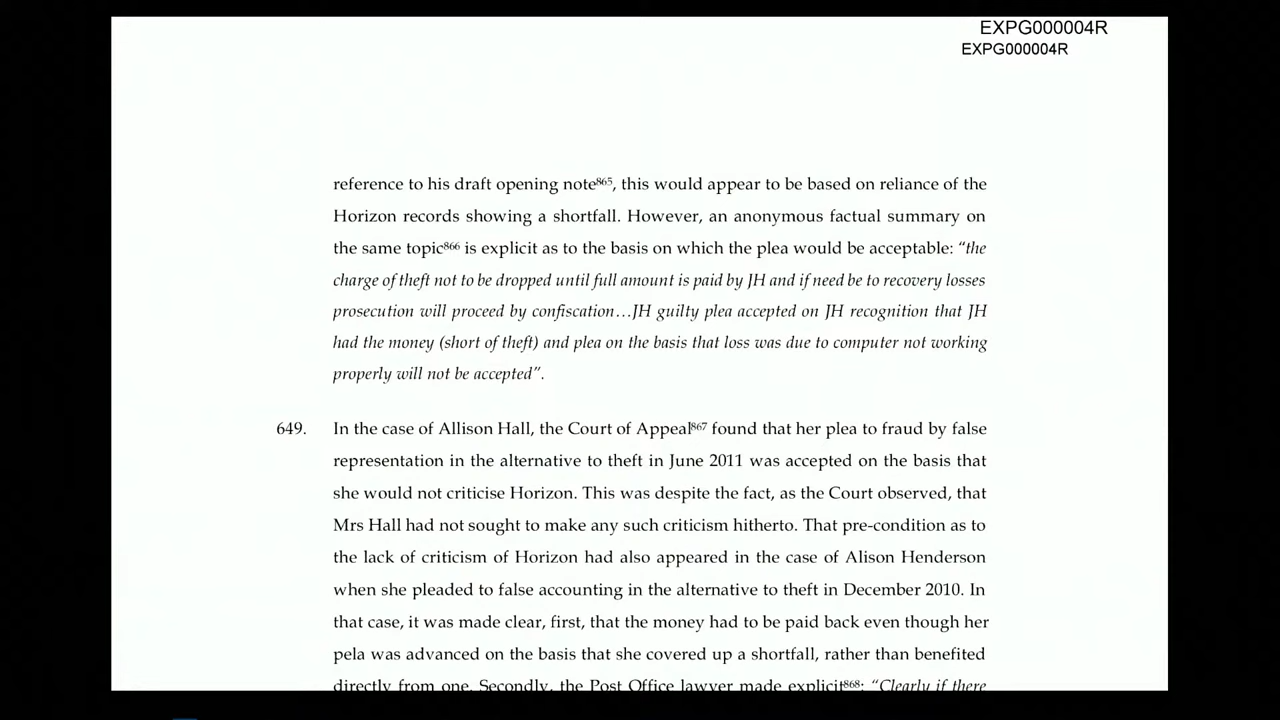 EXPG000004R
EXPG000004R
reference to his draft opening note865, this would appear to be based on reliance of the
Horizon records showing a shortfall. However, an anonymous factual summary on
the same topic866 is explicit as to the basis on which the plea would be acceptable: “the
charge of theft not to be dropped until full amount is paid by JH and if need be to recovery losses
prosecution will proceed by confiscation…JH guilty plea accepted on JH recognition that JH
had the money (short of theft) and plea on the basis that loss was due to computer not working
properly will not be accepted”.
649. In the case of Allison Hall, the Court of Appeal867 found that her plea to fraud by false
representation in the alternative to theft in June 2011 was accepted on the basis that
she would not criticise Horizon. This was despite the fact, as the Court observed, that
Mrs Hall had not sought to make any such criticism hitherto. That pre-condition as to
the lack of criticism of Horizon had also appeared in the case of Alison Henderson
when she pleaded to false accounting in the alternative to theft in December 2010. In
that case, it was made clear, first, that the money had to be paid back even though her
pela was advanced on the basis that she covered up a shortfall, rather than benefited
directly from one. Secondly, the Post Office lawyer made explicit868: “Clearly if there